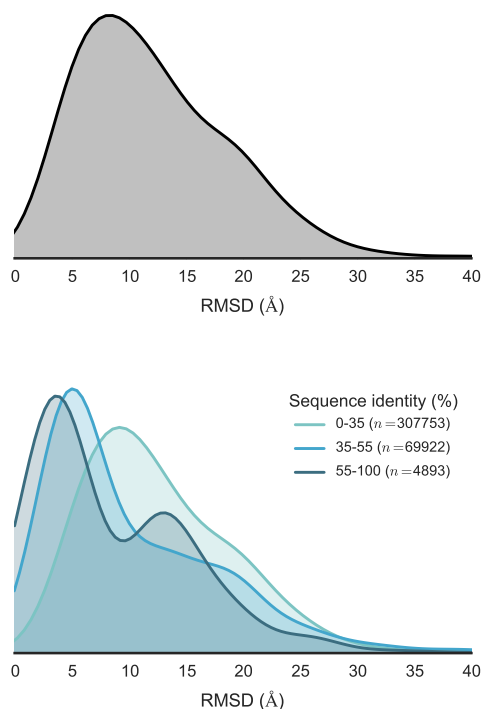 0 5 10 15 20 25 30 35 40
RMSD (Å)
Sequence identity (%)
0-35 (n=307753)
35-55 (n=69922)
55-100 (n=4893)
0 5 10 15 20 25 30 35 40
RMSD (Å)